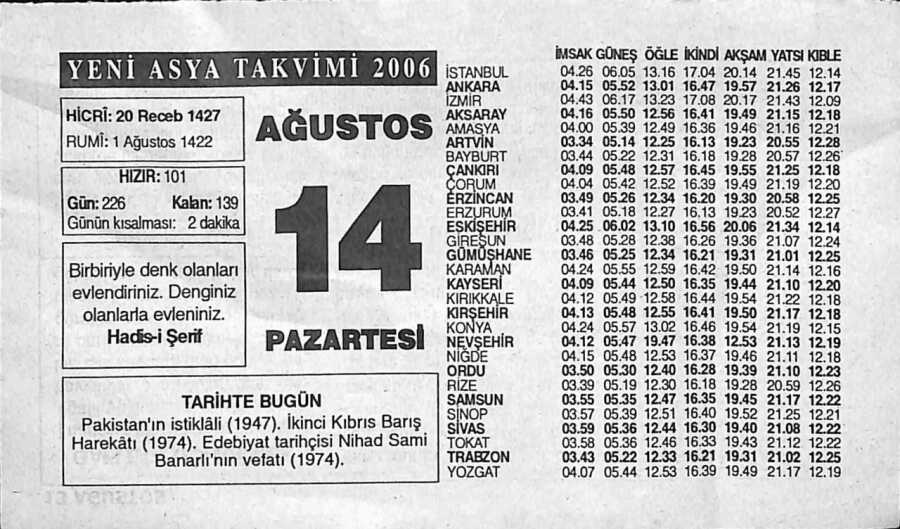 YENİ ASYA TAKVİMİ 2006
HİCRÎ: 20 Receb 1427
RUMÎ: 1 Ağustos 1422
HIZIR: 101
Gün: 226 Kalan: 139
Günün kısalması: 2 dakika
Birbiriyle denk olanları
evlendiriniz. Denginiz
olanlarla evleniniz.
Hadis-i Şerif
AĞUSTOS
14
PAZARTESİ
TARİHTE BUGÜN
Pakistan'ın istiklâli (1947). İkinci Kıbrıs Barış
Harekâtı (1974). Edebiyat tarihçisi Nihad Sami
Banarlı'nın vefatı (1974).
İMSAK GÜNEŞ ÖĞLE İKİNDİ AKŞAM YATSI KIBLE
İSTANBUL 04.26 06.05 13.16 17.04 20.14 21.45 12.14
ANKARA 04.15 05.52 13.01 16.47 19.57 21.26 12.17
İZMİR 04.43 06.17 13.23 17.08 20.17 21.43 12.09
AKSARAY 04.16 05.50 12.56 16.41 19.49 21.15 12.18
AMASYA 04.00 05.39 12.49 16.36 19.46 21.16 12.21
ARTVİN 03.34 05.14 12.25 16.13 19.23 20.55 12.28
BAYBURT 03.44 05.22 12.31 16.18 19.28 20.57 12.26
ÇANKIRI 04.09 05.48 12.57 16.45 19.55 21.25 12.18
ÇORUM 04.04 05.42 12.52 16.39 19.49 21.19 12.20
ERZİNCAN 03.49 05.26 12.34 16.20 19.30 20.58 12.25
ERZURUM 03.41 05.18 12.27 16.13 19.23 20.52 12.27
ESKİŞEHİR 04.25 06.02 13.10 16.56 20.06 21.34 12.14
GİRESUN 03.48 05.28 12.38 16.26 19.36 21.07 12.24
GÜMÜŞHANE 03.46 05.25 12.34 16.21 19.31 21.01 12.25
KARAMAN 04.24 05.55 12.59 16.42 19.50 21.14 12.16
KAYSERİ 04.09 05.44 12.50 16.35 19.44 21.10 12.20
KIRIKKALE 04.12 05.49 12.58 16.44 19.54 21.22 12.18
KIRŞEHİR 04.13 05.48 12.55 16.41 19.50 21.17 12.18
KONYA 04.24 05.57 13.02 16.46 19.54 21.19 12.15
NEVŞEHİR 04.12 05.47 19.47 16.38 12.53 21.13 12.19
NİĞDE 04.15 05.48 12.53 16.37 19.46 21.11 12.18
ORDU 03.50 05.30 12.40 16.28 19.39 21.10 12.23
RİZE 03.39 05.19 12.30 16.18 19.28 20.59 12.26
SAMSUN 03.55 05.35 12.47 16.35 19.45 21.17 12.22
SİNOP 03.57 05.39 12.51 16.40 19.52 21.25 12.21
SİVAS 03.59 05.36 12.44 16.30 19.40 21.08 12.22
TOKAT 03.58 05.36 12.46 16.33 19.43 21.12 12.22
TRABZON 03.43 05.22 12.33 16.21 19.31 21.02 12.25
YOZGAT 04.07 05.44 12.53 16.39 19.49 21.17 12.19